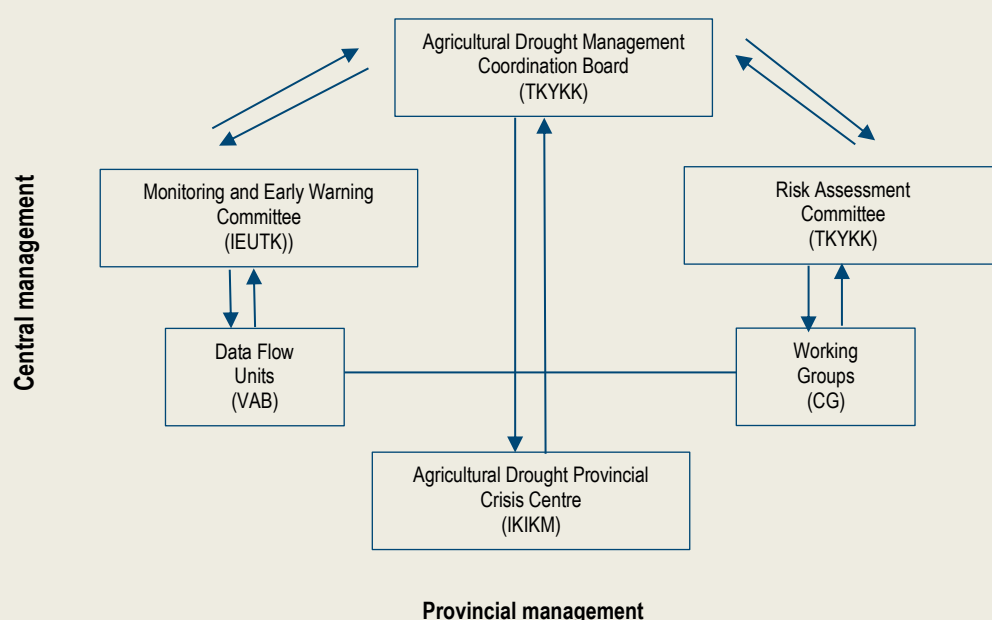 Agricultural Drought Management
Coordination Board
(TKYKK)
Central management
Monitoring and Early Warning
Committee
(IEUTK))
Risk Assessment
Committee
(TKYKK)
Data Flow
Units
(VAB)
Working
Groups
(CG)
Agricultural Drought Provincial
Crisis Centre
(IKIKM)
Provincial management